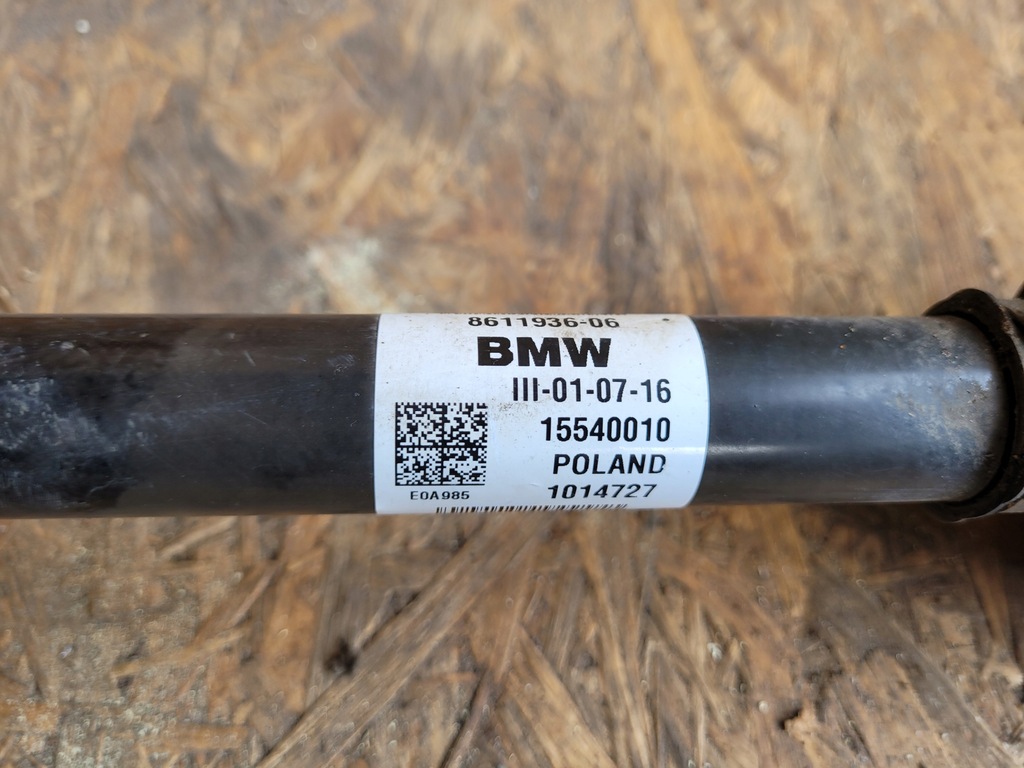 8611936-06
BMW
III-01-07-16
15540010
POLAND
E0A985
1014727